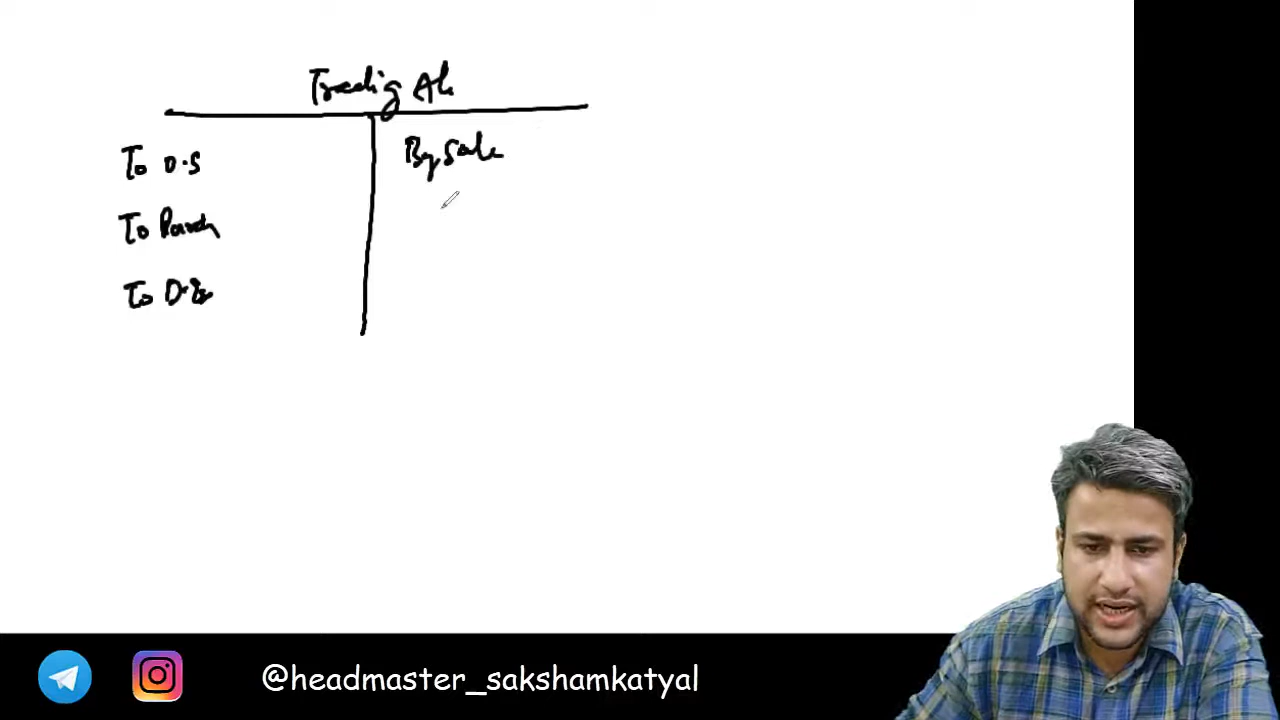 Trading A/c
To O.S
By Sale
To Purch
To D.E
@headmaster_sakshamkatyal